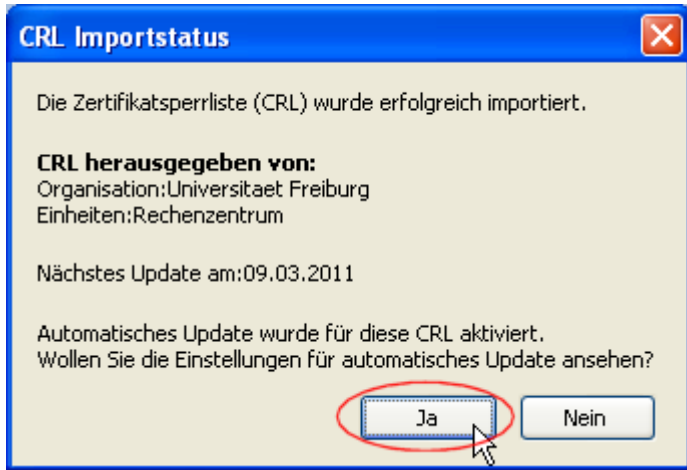 CRL Importstatus
Die Zertifikatsperrliste (CRL) wurde erfolgreich importiert.
CRL herausgegeben von:
Organisation:Universitaet Freiburg
Einheiten:Rechenzentrum
Nächstes Update am:09.03.2011
Automatisches Update wurde für diese CRL aktiviert.
Wollen Sie die Einstellungen für automatisches Update ansehen?
Ja Nein